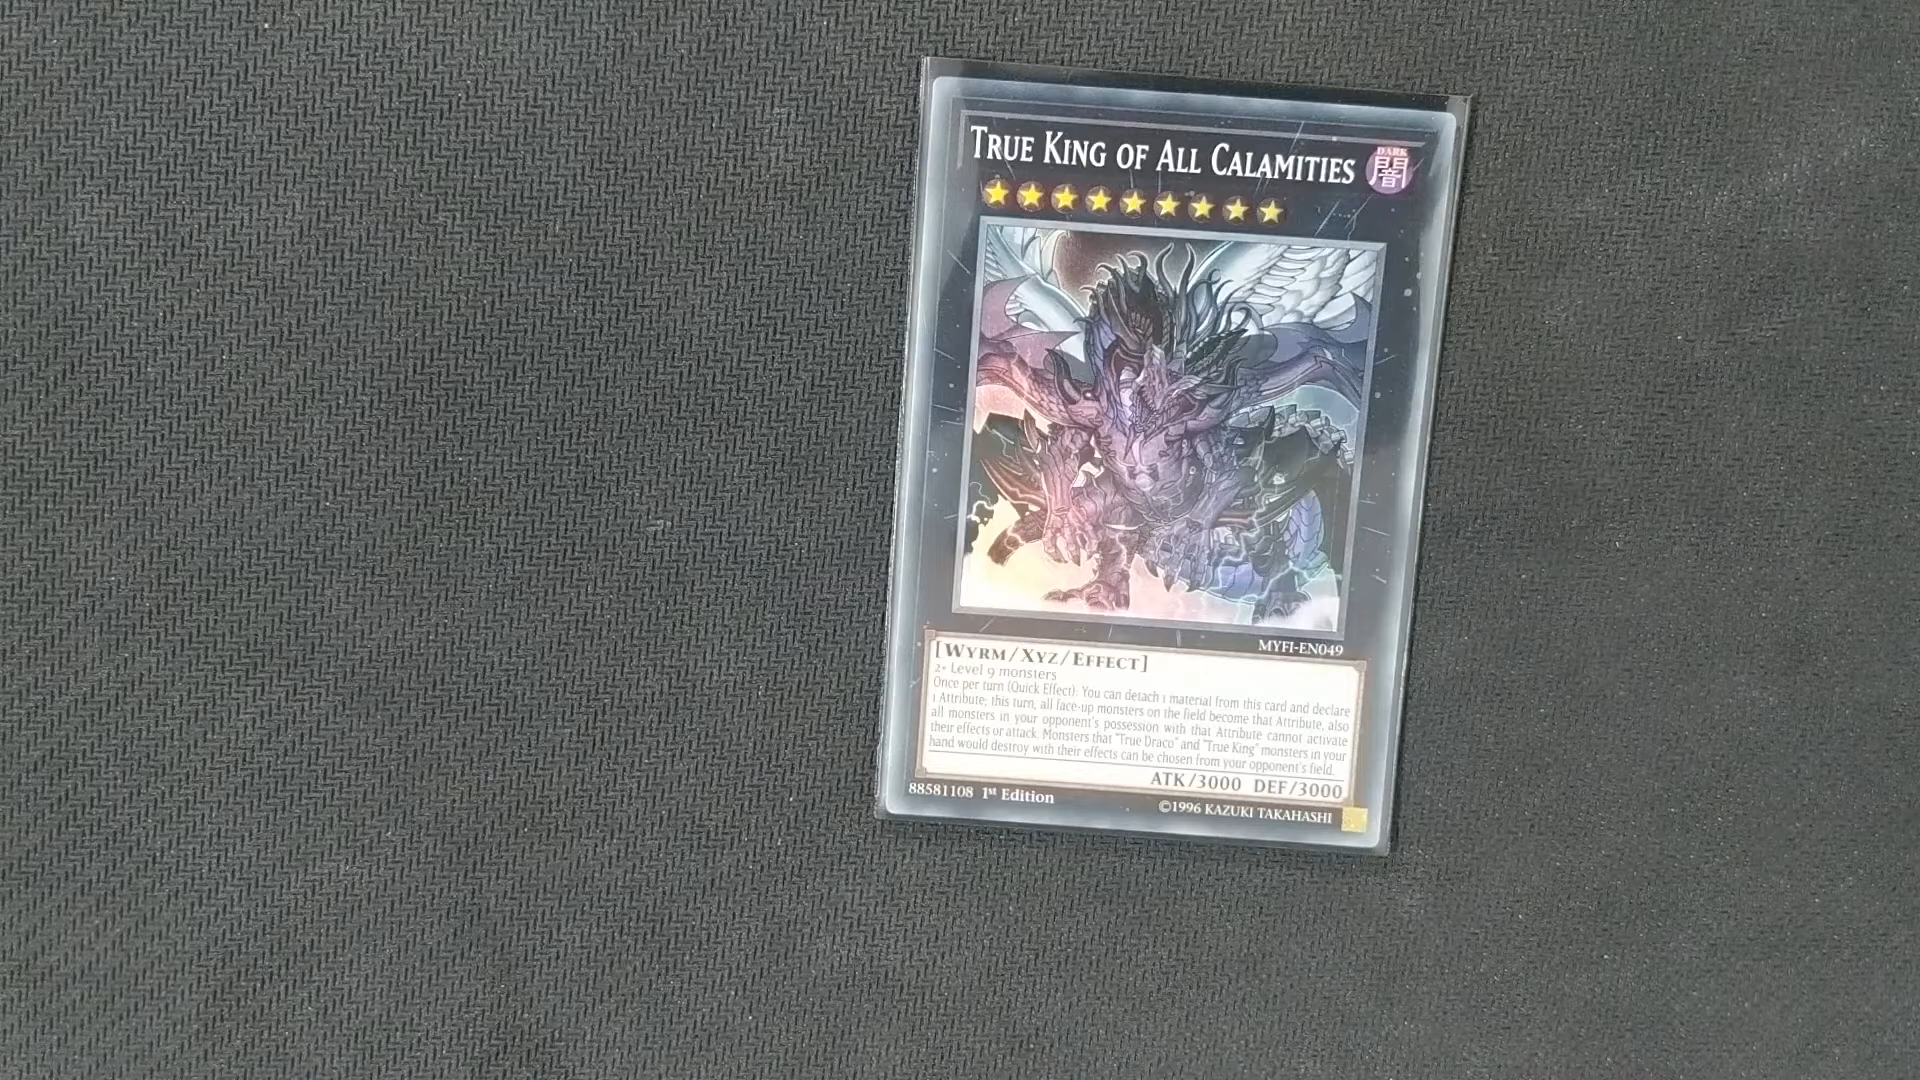 TRUE KING OF ALL CALAMITIES
DARK
闇
MYFI-EN049
[WYRM/XYZ/EFFECT]
2+ Level 9 monsters
Once per turn (Quick Effect): You can detach 1 material from this card and declare
1 Attribute; this turn, all face-up monsters on the field become that Attribute, also
all monsters in your opponent's possession with that Attribute cannot activate
their effects or attack. Monsters that "True Draco" and "True King" monsters in your
hand would destroy with their effects can be chosen from your opponent's field.
ATK/3000 DEF/3000
88581108 1st Edition
©1996 KAZUKI TAKAHASHI